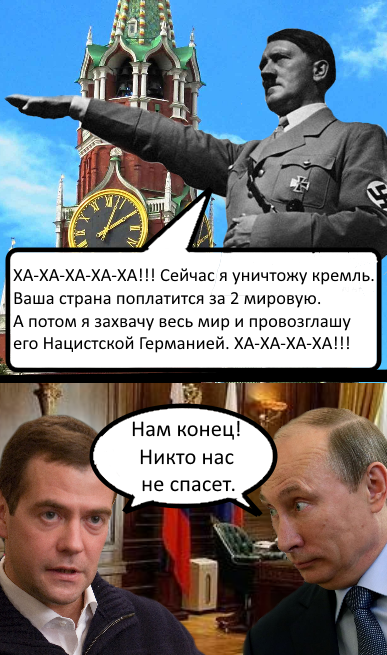 ХА-ХА-ХА-ХА-ХА!!! Сейчас я уничтожу кремль.
Ваша страна поплатится за 2 мировую.
А потом я захвачу весь мир и провозглашу
его Нацистской Германией. ХА-ХА-ХА-ХА!!!
Нам конец!
Никто нас
не спасет.